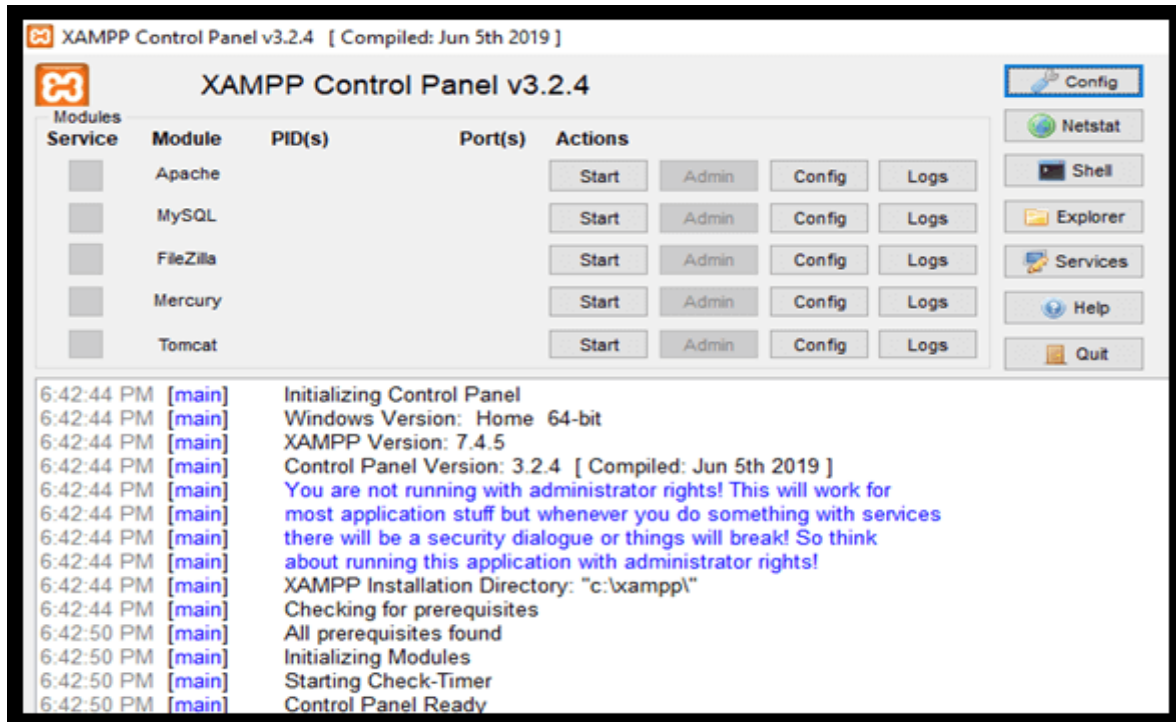 XAMPP Control Panel v3.2.4 [ Compiled: Jun 5th 2019 ]
XAMPP Control Panel v3.2.4
Config
Netstat
Shell
Explorer
Services
Help
Quit
Modules
Service Module PID(s) Port(s) Actions
Apache Start Admin Config Logs
MySQL Start Admin Config Logs
FileZilla Start Admin Config Logs
Mercury Start Admin Config Logs
Tomcat Start Admin Config Logs
6:42:44 PM [main] Initializing Control Panel
6:42:44 PM [main] Windows Version: Home 64-bit
6:42:44 PM [main] XAMPP Version: 7.4.5
6:42:44 PM [main] Control Panel Version: 3.2.4 [ Compiled: Jun 5th 2019 ]
6:42:44 PM [main] You are not running with administrator rights! This will work for
6:42:44 PM [main] most application stuff but whenever you do something with services
6:42:44 PM [main] there will be a security dialogue or things will break! So think
6:42:44 PM [main] about running this application with administrator rights!
6:42:44 PM [main] XAMPP Installation Directory: "c:\xampp\"
6:42:44 PM [main] Checking for prerequisites
6:42:50 PM [main] All prerequisites found
6:42:50 PM [main] Initializing Modules
6:42:50 PM [main] Starting Check-Timer
6:42:50 PM [main] Control Panel Ready